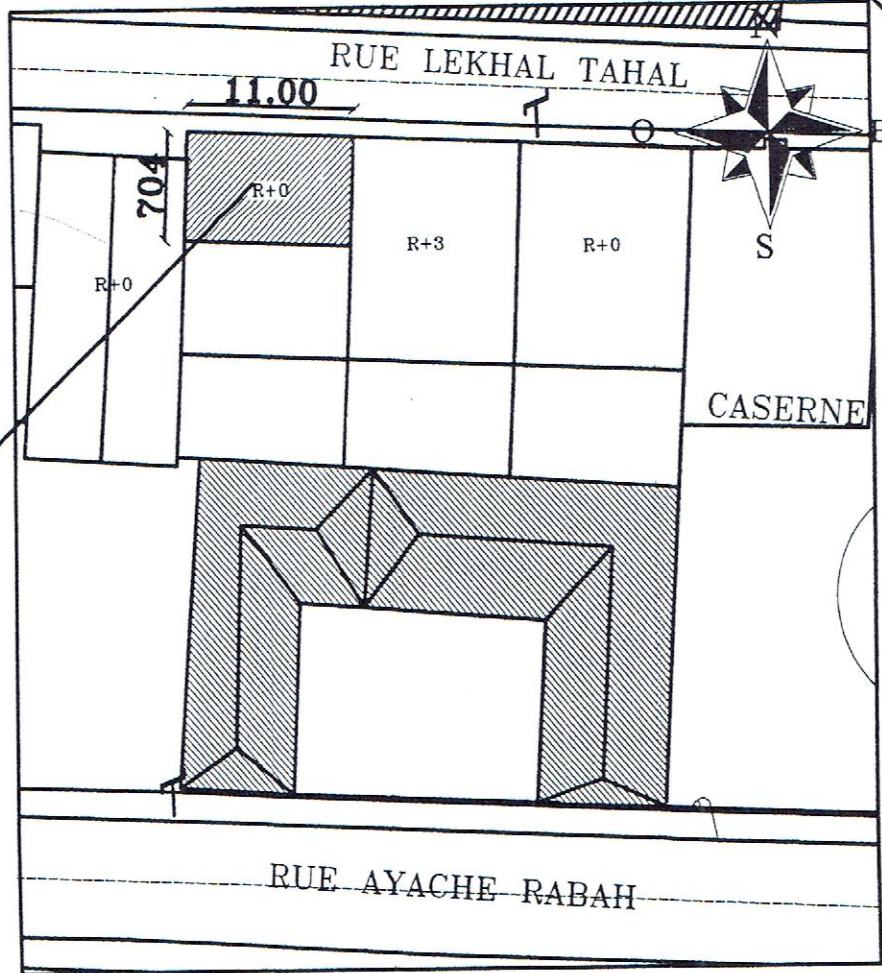 N
RUE LEKHAL TAHAL
11.00
O
E
704
R+0
R+3
R+0
S
R+0
CASERNE
RUE AYACHE RABAH